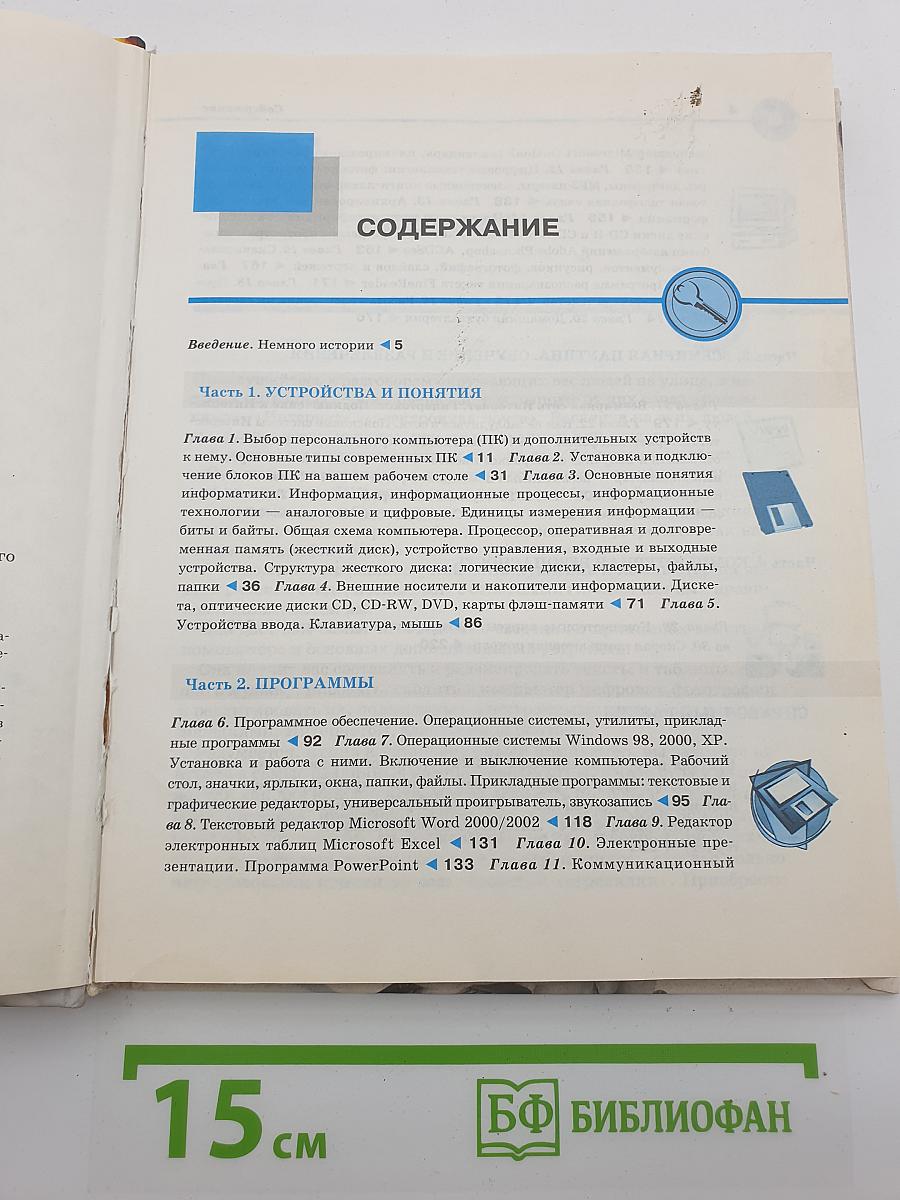 СОДЕРЖАНИЕ
Введение. Немного истории ◄ 5
Часть 1. УСТРОЙСТВА И ПОНЯТИЯ
Глава 1. Выбор персонального компьютера (ПК) и дополнительных устройств
к нему. Основные типы современных ПК ◄ 11 Глава 2. Установка и подклю-
чение блоков ПК на вашем рабочем столе ◄ 31 Глава 3. Основные понятия
информатики. Информация, информационные процессы, информационные
технологии — аналоговые и цифровые. Единицы измерения информации —
биты и байты. Общая схема компьютера. Процессор, оперативная и долговре-
менная память (жесткий диск), устройство управления, входные и выходные
устройства. Структура жесткого диска: логические диски, кластеры, файлы,
папки ◄ 36 Глава 4. Внешние носители и накопители информации. Диске-
та, оптические диски CD, CD-RW, DVD, карты флэш-памяти ◄ 71 Глава 5.
Устройства ввода. Клавиатура, мышь ◄ 86
Часть 2. ПРОГРАММЫ
Глава 6. Программное обеспечение. Операционные системы, утилиты, приклад-
ные программы ◄ 92 Глава 7. Операционные системы Windows 98, 2000, XP.
Установка и работа с ними. Включение и выключение компьютера. Рабочий
стол, значки, ярлыки, окна, папки, файлы. Прикладные программы: текстовые и
графические редакторы, универсальный проигрыватель, звукозапись ◄ 95 Гла-
ва 8. Текстовый редактор Microsoft Word 2000/2002 ◄ 118 Глава 9. Редактор
электронных таблиц Microsoft Excel ◄ 131 Глава 10. Электронные пре-
зентации. Программа PowerPoint ◄ 133 Глава 11. Коммуникационный
15 см
БФ БИБЛИОФАН